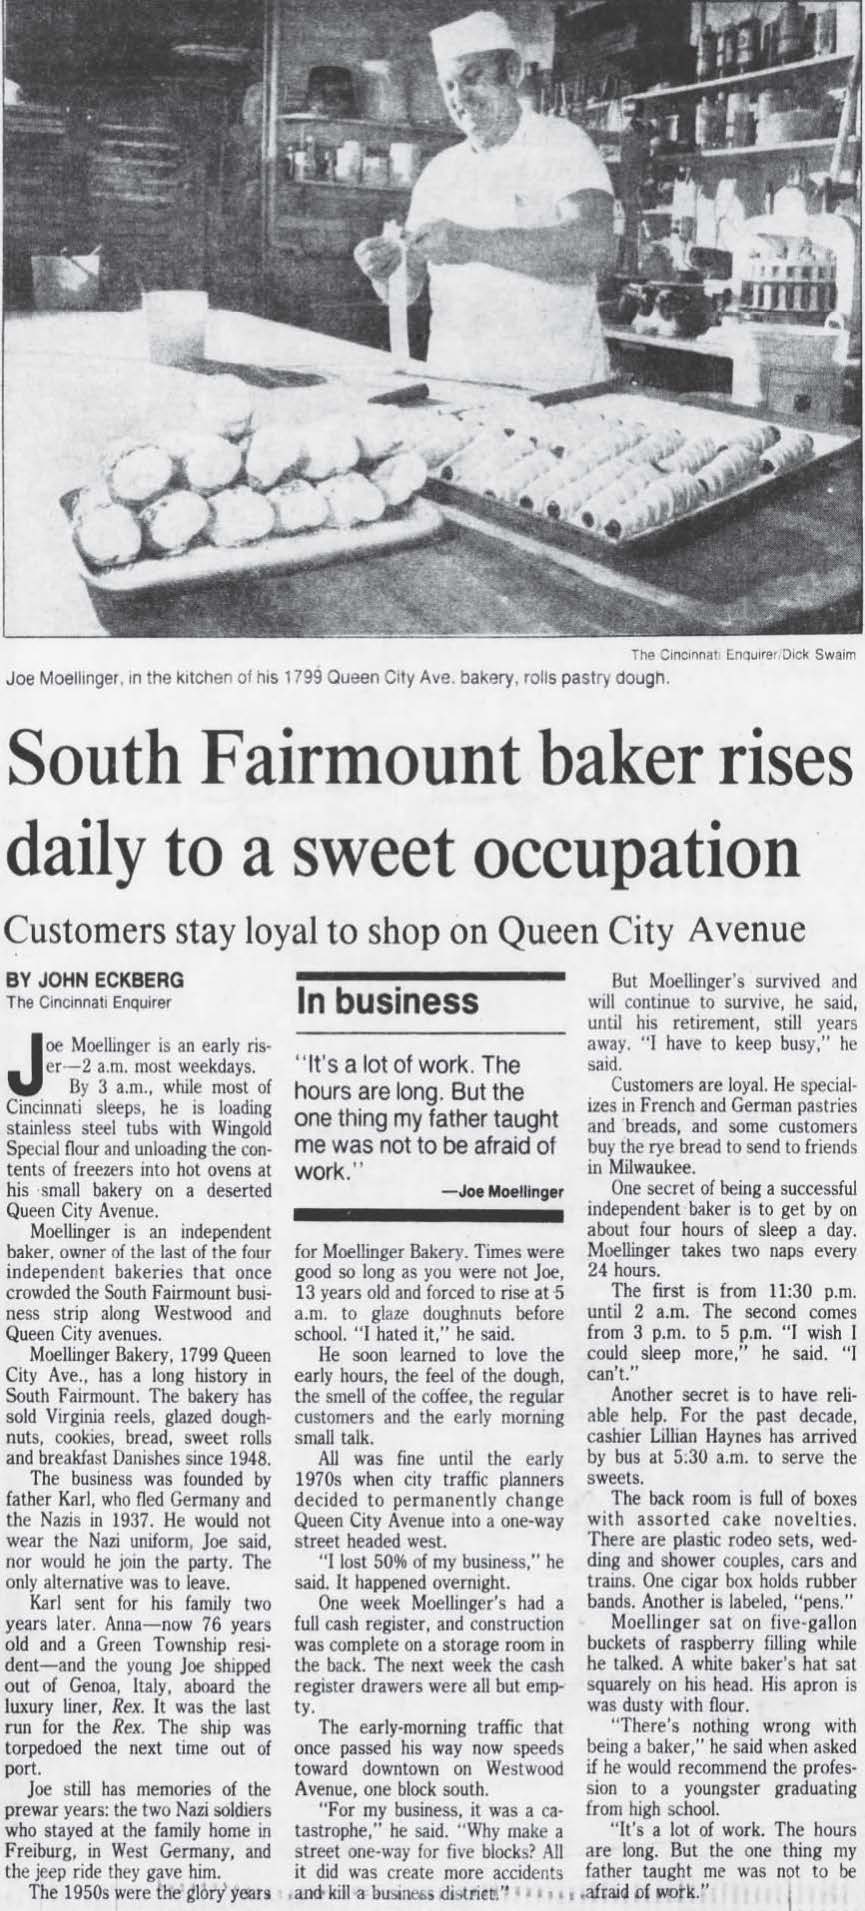 The Cincinnati Enquirer/Dick Swaim
Joe Moellinger, in the kitchen of his 1799 Queen City Ave. bakery, rolls pastry dough.
South Fairmount baker rises
daily to a sweet occupation
Customers stay loyal to shop on Queen City Avenue
BY JOHN ECKBERG
The Cincinnati Enquirer
Joe Moellinger is an early ris-
er—2 a.m. most weekdays.
By 3 a.m., while most of
Cincinnati sleeps, he is loading
stainless steel tubs with Wingold
Special flour and unloading the con-
tents of freezers into hot ovens at
his small bakery on a deserted
Queen City Avenue.
Moellinger is an independent
baker, owner of the last of the four
independent bakeries that once
crowded the South Fairmount busi-
ness strip along Westwood and
Queen City avenues.
Moellinger Bakery, 1799 Queen
City Ave., has a long history in
South Fairmount. The bakery has
sold Virginia reels, glazed dough-
nuts, cookies, bread, sweet rolls
and breakfast Danishes since 1948.
The business was founded by
father Karl, who fled Germany and
the Nazis in 1937. He would not
wear the Nazi uniform, Joe said,
nor would he join the party. The
only alternative was to leave.
Karl sent for his family two
years later. Anna—now 76 years
old and a Green Township resi-
dent—and the young Joe shipped
out of Genoa, Italy, aboard the
luxury liner, Rex. It was the last
run for the Rex. The ship was
torpedoed the next time out of
port.
Joe still has memories of the
prewar years: the two Nazi soldiers
who stayed at the family home in
Freiburg, in West Germany, and
the jeep ride they gave him.
The 1950s were the glory years
In business
"It's a lot of work. The
hours are long. But the
one thing my father taught
me was not to be afraid of
work."
—Joe Moellinger
for Moellinger Bakery. Times were
good so long as you were not Joe,
13 years old and forced to rise at 5
a.m. to glaze doughnuts before
school. "I hated it," he said.
He soon learned to love the
early hours, the feel of the dough,
the smell of the coffee, the regular
customers and the early morning
small talk.
All was fine until the early
1970s when city traffic planners
decided to permanently change
Queen City Avenue into a one-way
street headed west.
"I lost 50% of my business," he
said. It happened overnight.
One week Moellinger's had a
full cash register, and construction
was complete on a storage room in
the back. The next week the cash
register drawers were all but emp-
ty.
The early-morning traffic that
once passed his way now speeds
toward downtown on Westwood
Avenue, one block south.
"For my business, it was a ca-
tastrophe," he said. "Why make a
street one-way for five blocks? All
it did was create more accidents
and kill a business district."
But Moellinger's survived and
will continue to survive, he said,
until his retirement, still years
away. "I have to keep busy," he
said.
Customers are loyal. He special-
izes in French and German pastries
and breads, and some customers
buy the rye bread to send to friends
in Milwaukee.
One secret of being a successful
independent baker is to get by on
about four hours of sleep a day.
Moellinger takes two naps every
24 hours.
The first is from 11:30 p.m.
until 2 a.m. The second comes
from 3 p.m. to 5 p.m. "I wish I
could sleep more," he said. "I
can't."
Another secret is to have reli-
able help. For the past decade,
cashier Lillian Haynes has arrived
by bus at 5:30 a.m. to serve the
sweets.
The back room is full of boxes
with assorted cake novelties.
There are plastic rodeo sets, wed-
ding and shower couples, cars and
trains. One cigar box holds rubber
bands. Another is labeled, "pens."
Moellinger sat on five-gallon
buckets of raspberry filling while
he talked. A white baker's hat sat
squarely on his head. His apron is
was dusty with flour.
"There's nothing wrong with
being a baker," he said when asked
if he would recommend the profes-
sion to a youngster graduating
from high school.
"It's a lot of work. The hours
are long. But the one thing my
father taught me was not to be
afraid of work."